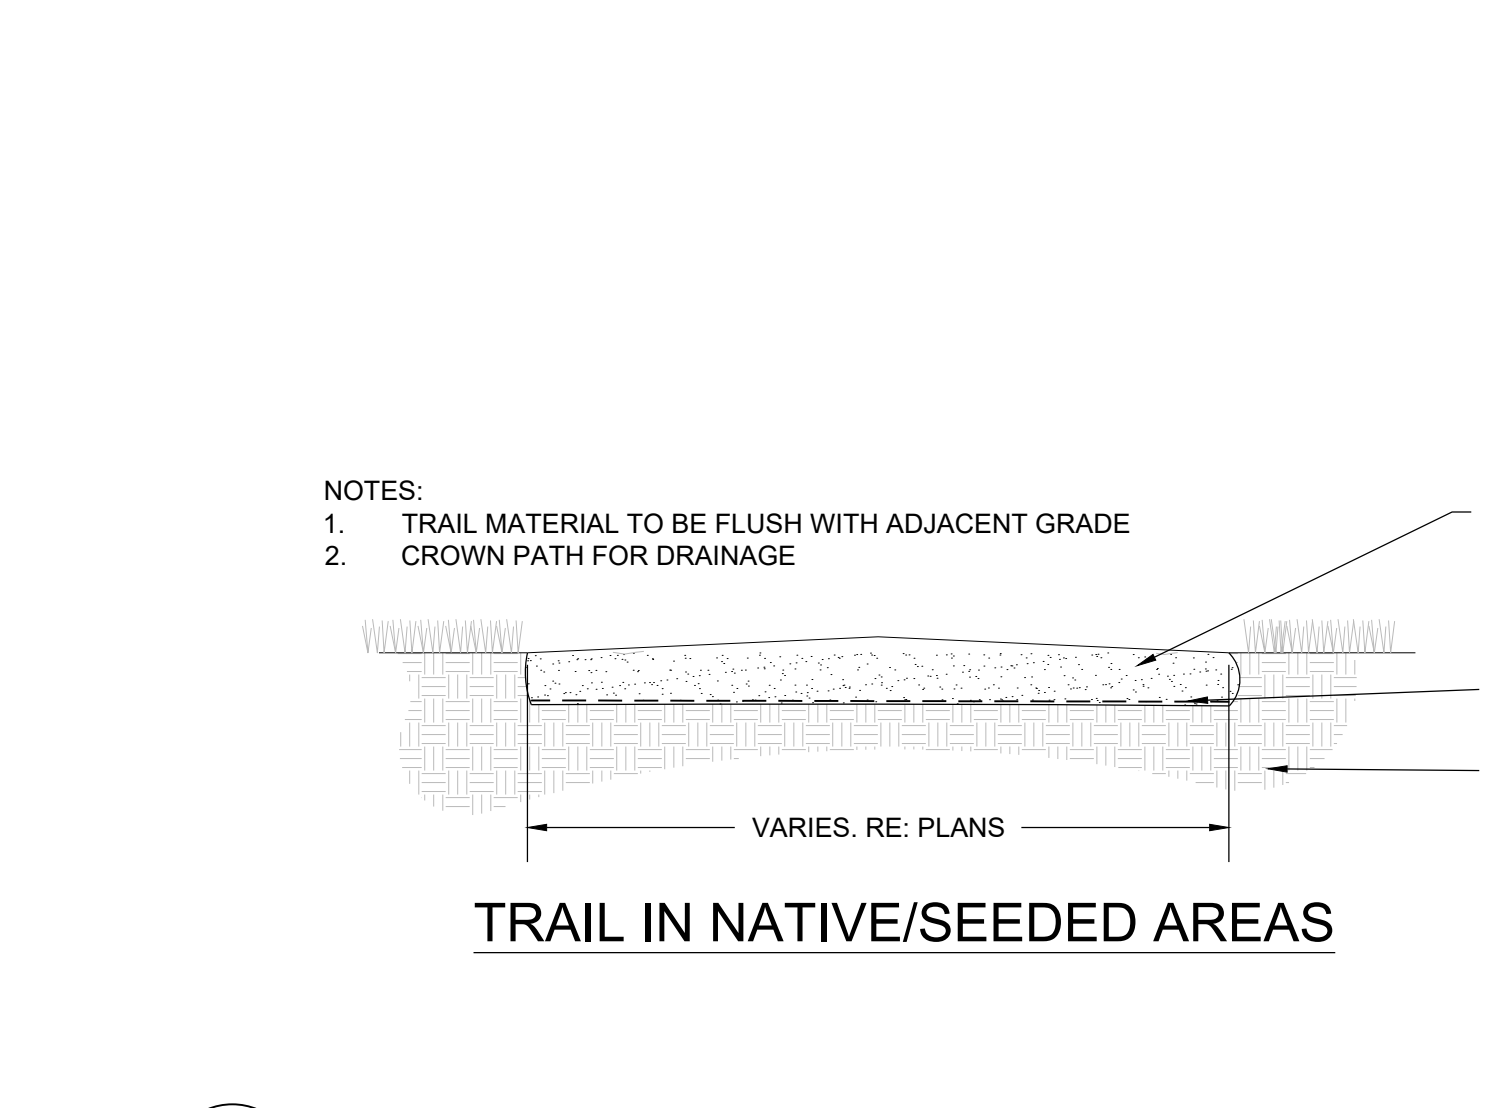 NOTES:
1. TRAIL MATERIAL TO BE FLUSH WITH ADJACENT GRADE
2. CROWN PATH FOR DRAINAGE
VARIES. RE: PLANS
TRAIL IN NATIVE/SEEDED AREAS